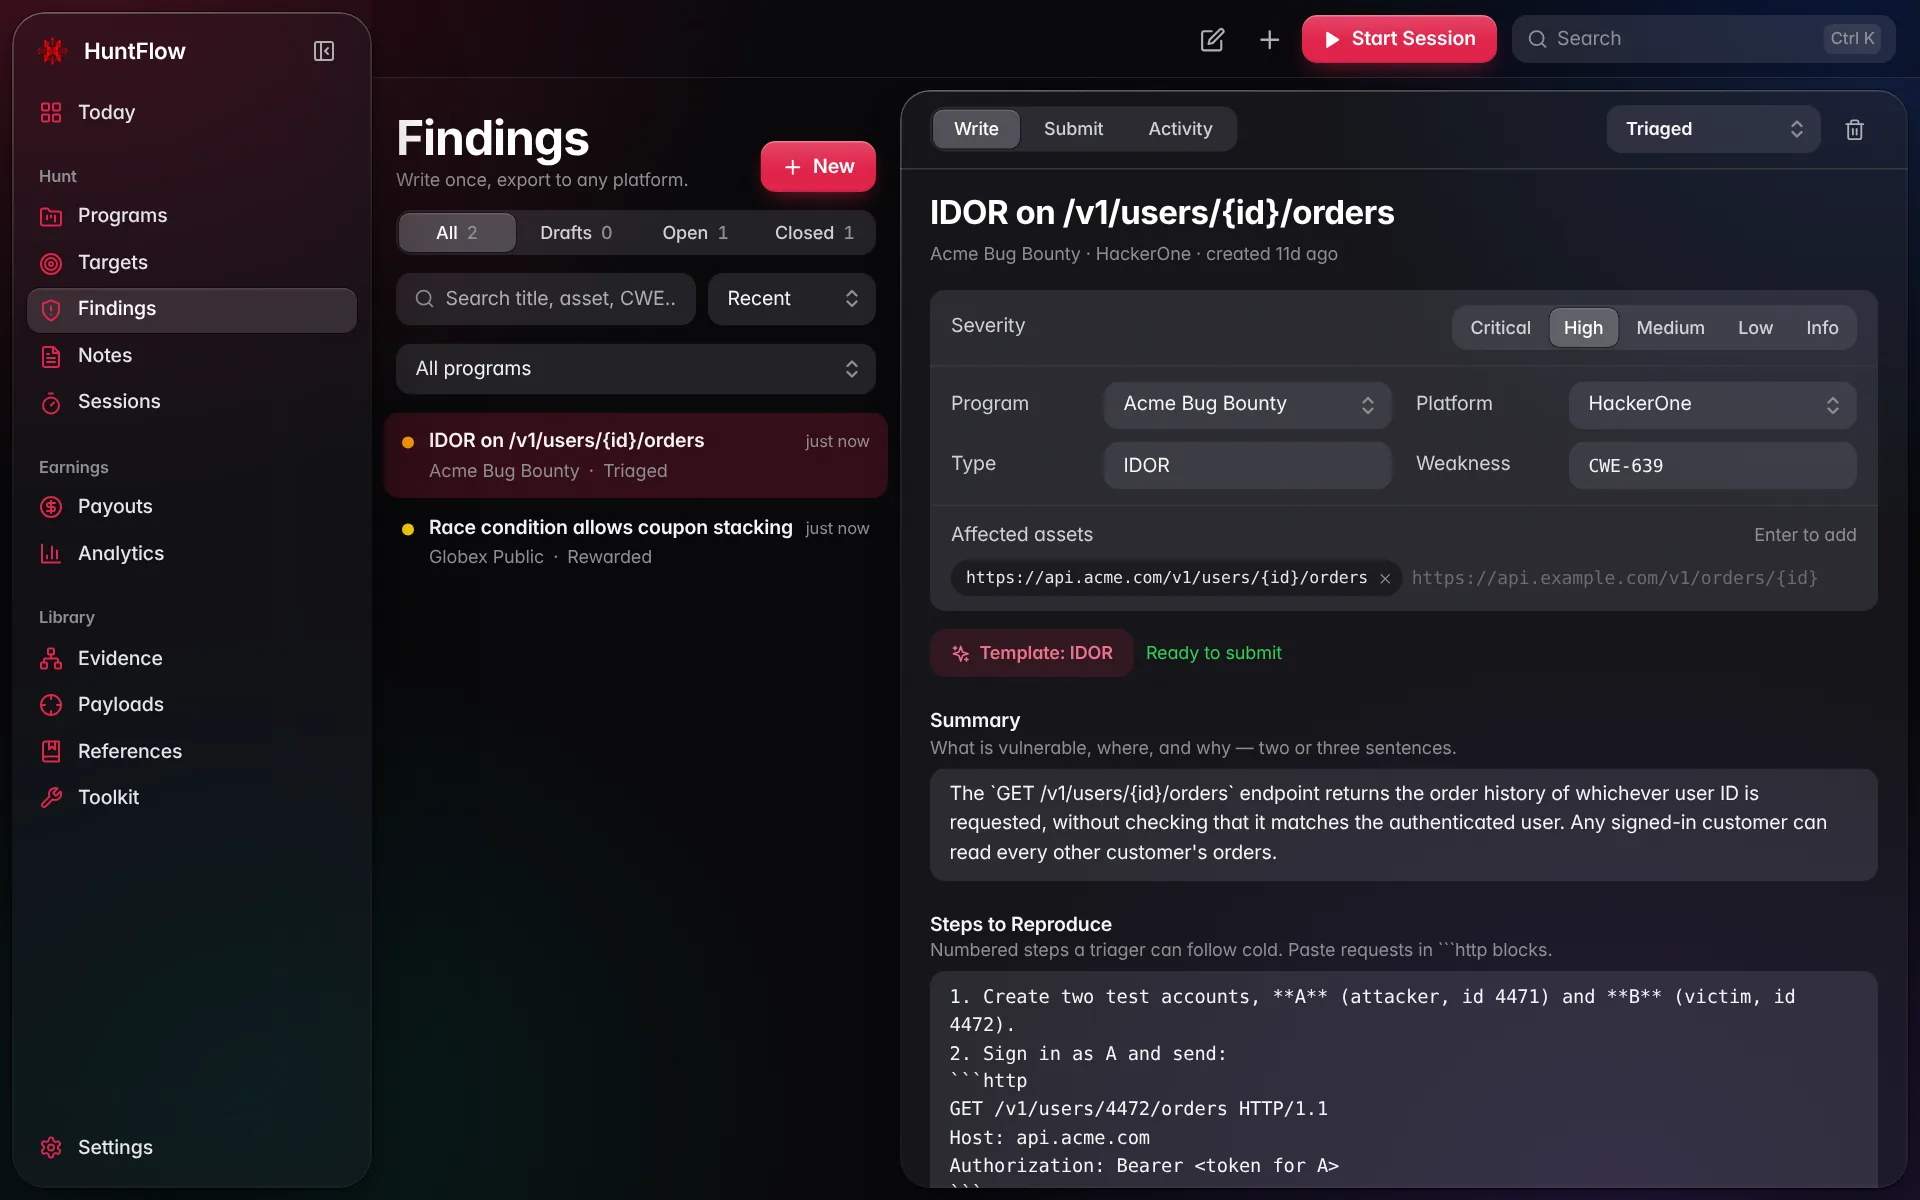 HuntFlow
Today
Hunt
Programs
Targets
Findings
Notes
Sessions
Earnings
Payouts
Analytics
Library
Evidence
Payloads
References
Toolkit
Settings
Start Session
Search
Ctrl K
Findings
Write once, export to any platform.
New
All 2
Drafts 0
Open 1
Closed 1
Search title, asset, CWE..
Recent
All programs
IDOR on /v1/users/{id}/orders
just now
Acme Bug Bounty · Triaged
Race condition allows coupon stacking
just now
Globex Public · Rewarded
Write
Submit
Activity
Triaged
IDOR on /v1/users/{id}/orders
Acme Bug Bounty · HackerOne · created 11d ago
Severity
Critical
High
Medium
Low
Info
Program
Acme Bug Bounty
Platform
HackerOne
Type
IDOR
Weakness
CWE-639
Affected assets
Enter to add
https://api.acme.com/v1/users/{id}/orders
https://api.example.com/v1/orders/{id}
Template: IDOR
Ready to submit
Summary
What is vulnerable, where, and why — two or three sentences.
The `GET /v1/users/{id}/orders` endpoint returns the order history of whichever user ID is
requested, without checking that it matches the authenticated user. Any signed-in customer can
read every other customer's orders.
Steps to Reproduce
Numbered steps a triager can follow cold. Paste requests in ```http blocks.
1. Create two test accounts, **A** (attacker, id 4471) and **B** (victim, id
4472).
2. Sign in as A and send:
```http
GET /v1/users/4472/orders HTTP/1.1
Host: api.acme.com
Authorization: Bearer <token for A>
```